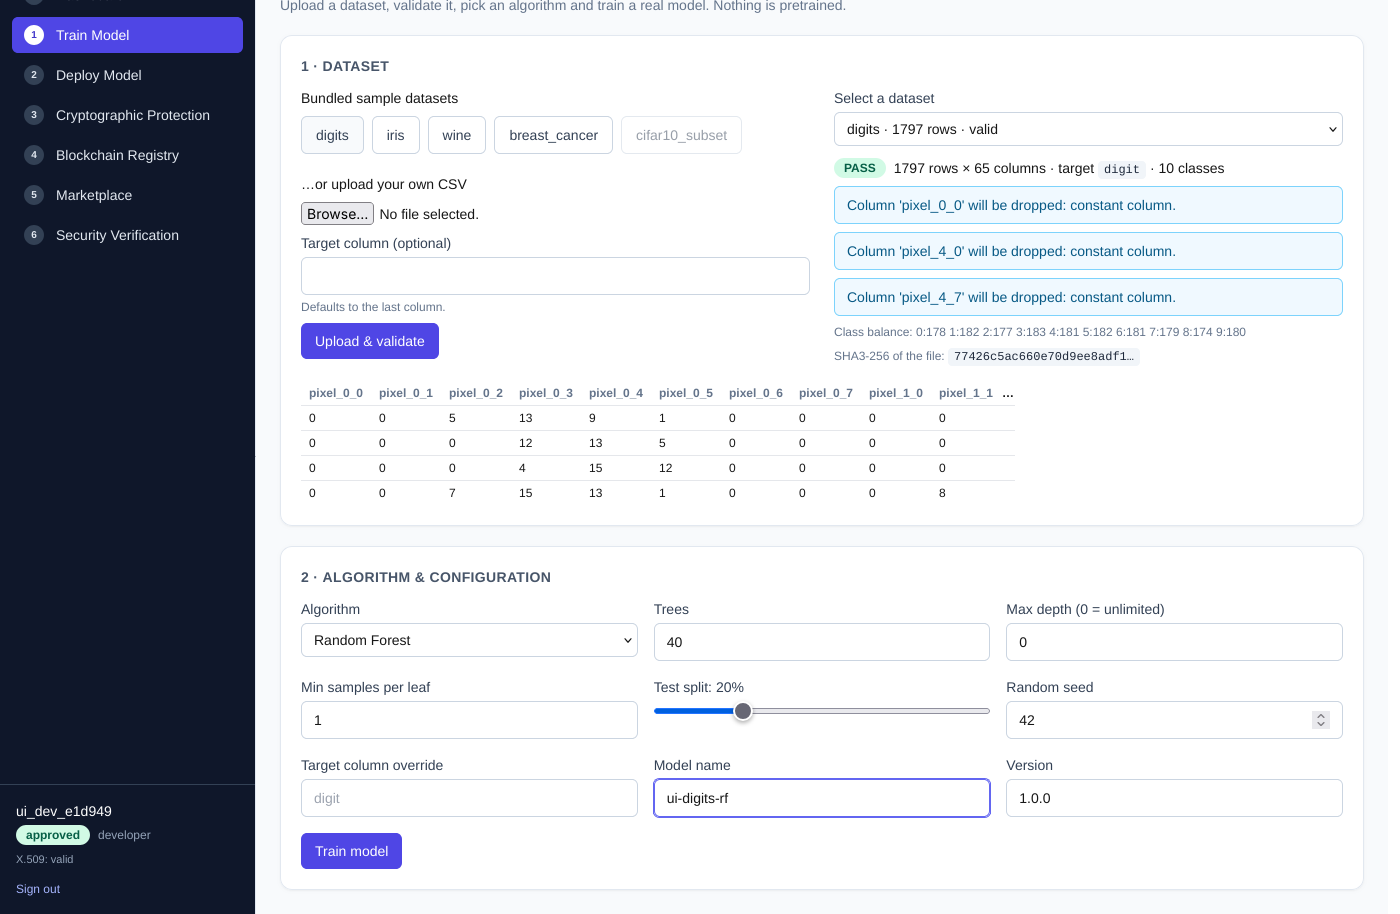 Upload a dataset, validate it, pick an algorithm and train a real model. Nothing is pretrained.
1 Train Model
2 Deploy Model
3 Cryptographic Protection
4 Blockchain Registry
5 Marketplace
6 Security Verification
ui_dev_e1d949
approved developer
X.509: valid
Sign out
1 · DATASET
Bundled sample datasets
digits iris wine breast_cancer cifar10_subset
…or upload your own CSV
Browse... No file selected.
Target column (optional)
Defaults to the last column.
Upload & validate
Select a dataset
digits · 1797 rows · valid
PASS 1797 rows × 65 columns · target digit · 10 classes
Column 'pixel_0_0' will be dropped: constant column.
Column 'pixel_4_0' will be dropped: constant column.
Column 'pixel_4_7' will be dropped: constant column.
Class balance: 0:178 1:182 2:177 3:183 4:181 5:182 6:181 7:179 8:174 9:180
SHA3-256 of the file: 77426c5ac660e70d9ee8adf1…
pixel_0_0 pixel_0_1 pixel_0_2 pixel_0_3 pixel_0_4 pixel_0_5 pixel_0_6 pixel_0_7 pixel_1_0 pixel_1_1 …
0 0 5 13 9 1 0 0 0 0
0 0 0 12 13 5 0 0 0 0
0 0 0 4 15 12 0 0 0 0
0 0 7 15 13 1 0 0 0 8
2 · ALGORITHM & CONFIGURATION
Algorithm Trees Max depth (0 = unlimited)
Random Forest 40 0
Min samples per leaf Test split: 20% Random seed
1 42
Target column override Model name Version
digit ui-digits-rf 1.0.0
Train model